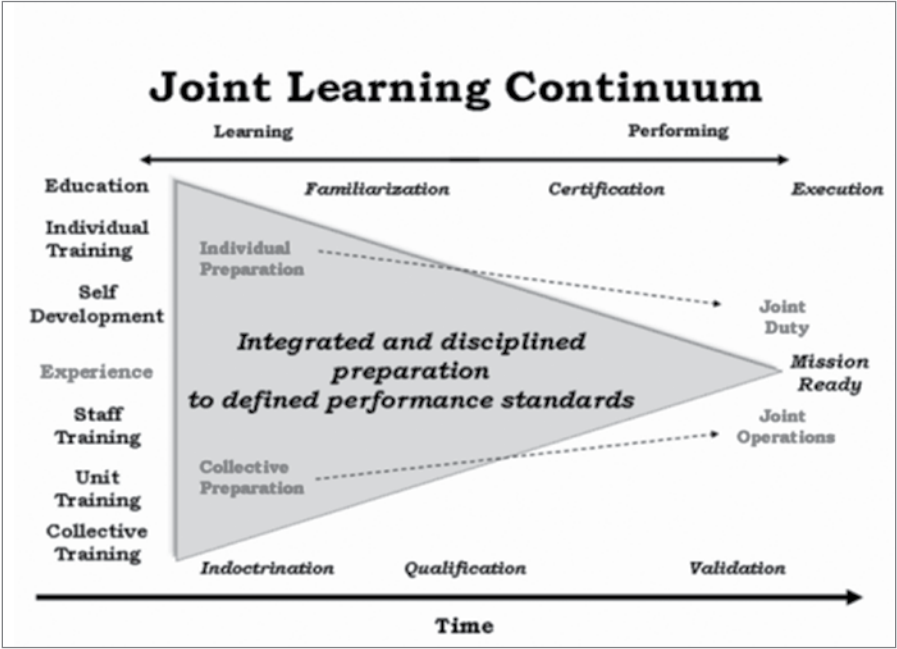 Joint Learning Continuum
Learning
Performing
Education
Familiarization
Certification
Execution
Individual
Training
Individual
Preparation
Self
Development
Joint
Duty
Integrated and disciplined
preparation
to defined performance standards
Experience
Mission
Ready
Staff
Training
Joint
Operations
Unit
Training
Collective
Preparation
Collective
Training
Indoctrination
Qualification
Validation
Time